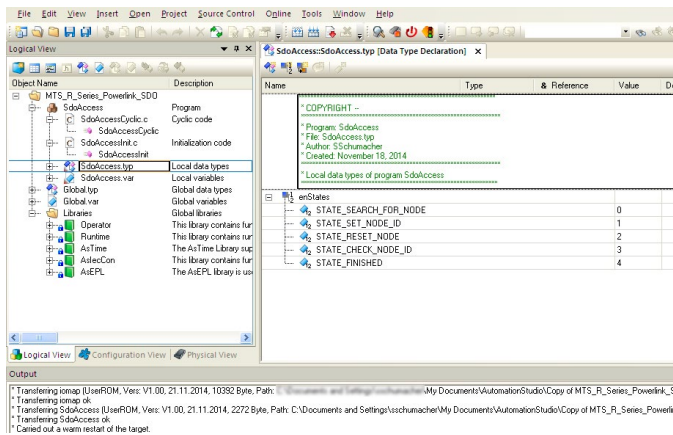 File Edit View Insert Open Project Source Control Online Tools Window Help
Logical View
SdoAccess::SdoAccess.typ [Data Type Declaration]
Object Name Description
MTS_R_Series_Powerlink_SDO
SdoAccess Program
SdoAccessCyclic.c Cyclic code
SdoAccessCyclic
SdoAccessInit.c Initialization code
SdoAccessInit
SdoAccess.typ Local data types
SdoAccess.var Local variables
Global.typ Global data types
Global.var Global variables
Libraries Global libraries
Operator This library contains fur
Runtime This library contains fur
AsTime The AsTime Library sup
AsIecCon This library contains fur
AsEPL The AsEPL library is use
Logical View Configuration View Physical View
Name Type & Reference Value De
* COPYRIGHT --
* Program: SdoAccess
* File: SdoAccess.typ
* Author: SSchumacher
* Created: November 18, 2014
* Local data types of program SdoAccess
enStates
STATE_SEARCH_FOR_NODE 0
STATE_SET_NODE_ID 1
STATE_RESET_NODE 2
STATE_CHECK_NODE_ID 3
STATE_FINISHED 4
Output
* Transferring iomap (UserROM, Vers: V1.00, 21.11.2014, 10392 Byte, Path: \My Documents\AutomationStudio\Copy of MTS_R_Series_Powerlink_S
* Transferring iomap ok
* Transferring SdoAccess (UserROM, Vers: V1.00, 21.11.2014, 2272 Byte, Path: C:\Documents and Settings\sschumacher\My Documents\AutomationStudio\Copy of MTS_R_Series_Powerli
* Transferring SdoAccess ok
* Carried out a warm restart of the target.